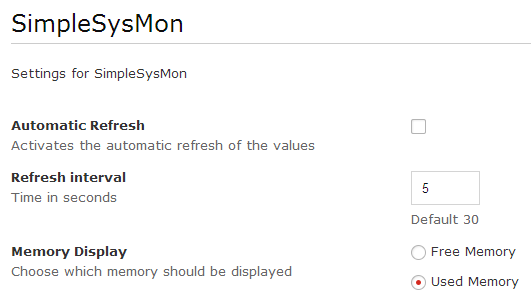 SimpleSysMon
Settings for SimpleSysMon
Automatic Refresh
Activates the automatic refresh of the values
Refresh interval
Time in seconds
5
Default 30
Memory Display
Choose which memory should be displayed
Free Memory
Used Memory